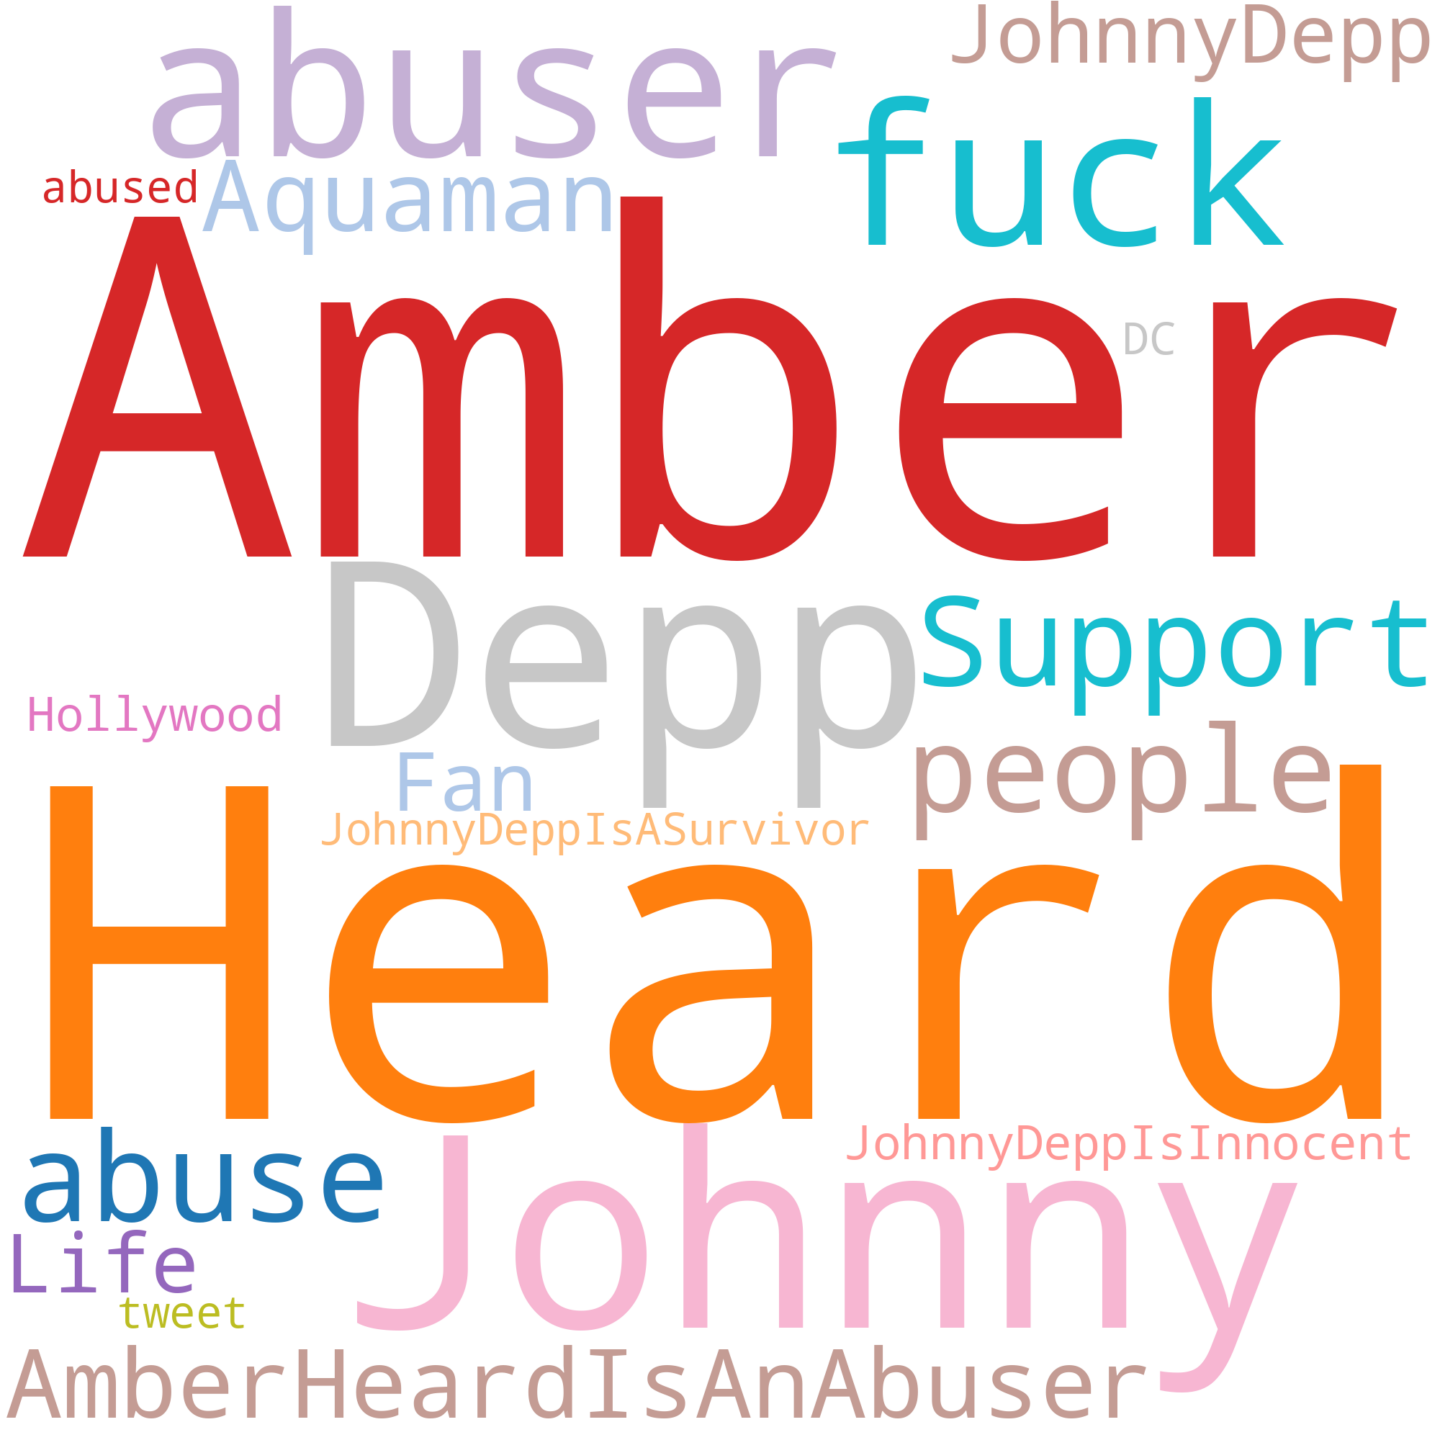 JohnnyDepp
abuser
fuck
abused
Aquaman
Amber
DC
Depp
Support
Hollywood
people
Fan
JohnnyDeppIsASurvivor
Heard
JohnnyDeppIsInnocent
abuse
Johnny
Life
tweet
AmberHeardIsAnAbuser